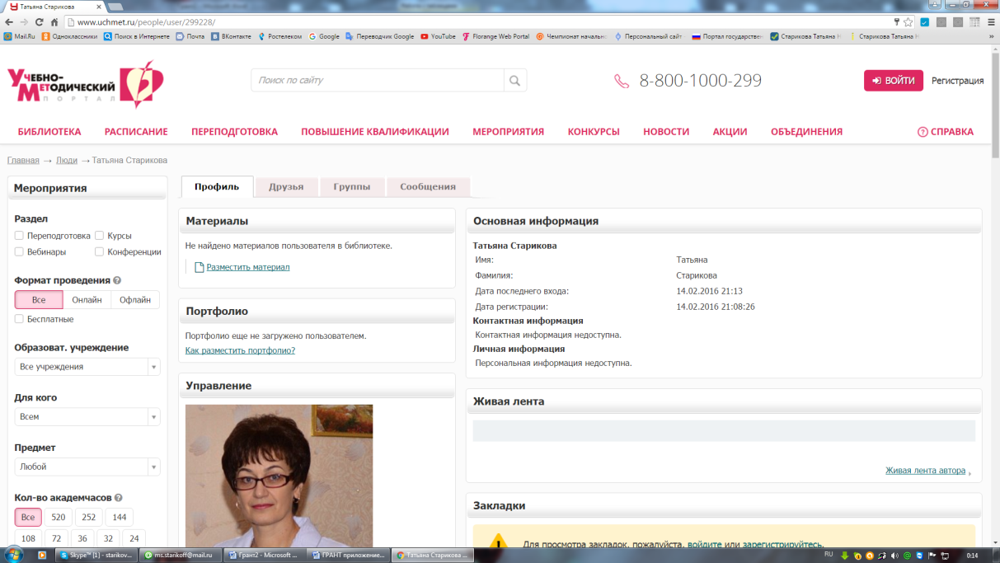 Татьяна Старикова
www.uchmet.ru/people/user/299228/
Mail.Ru Одноклассники Поиск в Интернете Почта ВКонтакте Ростелеком Google Переводчик Google YouTube Florange Web Portal Чемпионат начальн Персональный сайт Портал государствен Старикова Татьяна Н Старикова Татьяна Н »
УЧЕБНО-
МЕТОДИЧЕСКИЙ
ПОРТАЛ
Поиск по сайту
8-800-1000-299
ВОЙТИ Регистрация
БИБЛИОТЕКА РАСПИСАНИЕ ПЕРЕПОДГОТОВКА ПОВЫШЕНИЕ КВАЛИФИКАЦИИ МЕРОПРИЯТИЯ КОНКУРСЫ НОВОСТИ АКЦИИ ОБЪЕДИНЕНИЯ ? СПРАВКА
Главная → Люди → Татьяна Старикова
Мероприятия
Раздел
Переподготовка Курсы
Вебинары Конференции
Формат проведения ?
Все Онлайн Офлайн
Бесплатные
Образоват. учреждение
Все учреждения
Для кого
Всем
Предмет
Любой
Кол-во академчасов ?
Все 520 252 144
108 72 36 32 24
Профиль Друзья Группы Сообщения
Материалы
Не найдено материалов пользователя в библиотеке.
Разместить материал
Портфолио
Портфолио еще не загружено пользователем.
Как разместить портфолио?
Управление
Основная информация
Татьяна Старикова
Имя: Татьяна
Фамилия: Старикова
Дата последнего входа: 14.02.2016 21:13
Дата регистрации: 14.02.2016 21:08:26
Контактная информация
Контактная информация недоступна.
Личная информация
Персональная информация недоступна.
Живая лента
Живая лента автора
Закладки
Для просмотра закладок, пожалуйста, войдите или зарегистрируйтесь.
Skype™ [1] - starikov... ms.starikoff@mail.ru Грант2 - Microsoft ... ГРАНТ приложение... Татьяна Старикова ... RU 0:14